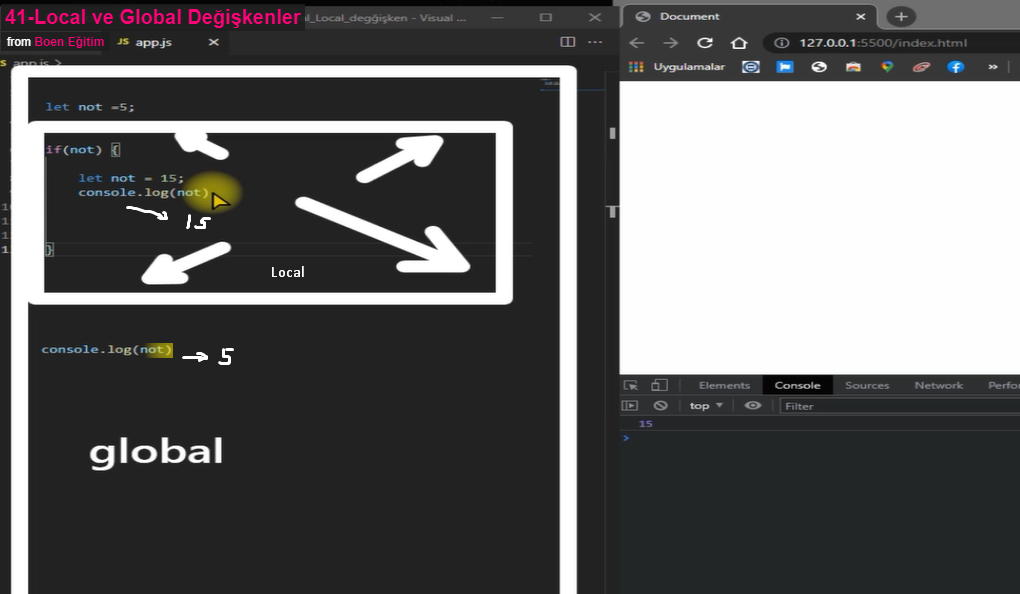 41-Local ve Global Değişkenler
al_Local_degğişken - Visual ...
from Boen Eğitim
JS app.js
app.js >
let not =5;
if(not) {
let not = 15;
console.log(not)
15
}
Local
console.log(not)
5
global
Document
127.0.0.1:5500/index.html
Uygulamalar
»
Elements Console Sources Network Perfo
top
Filter
15
>